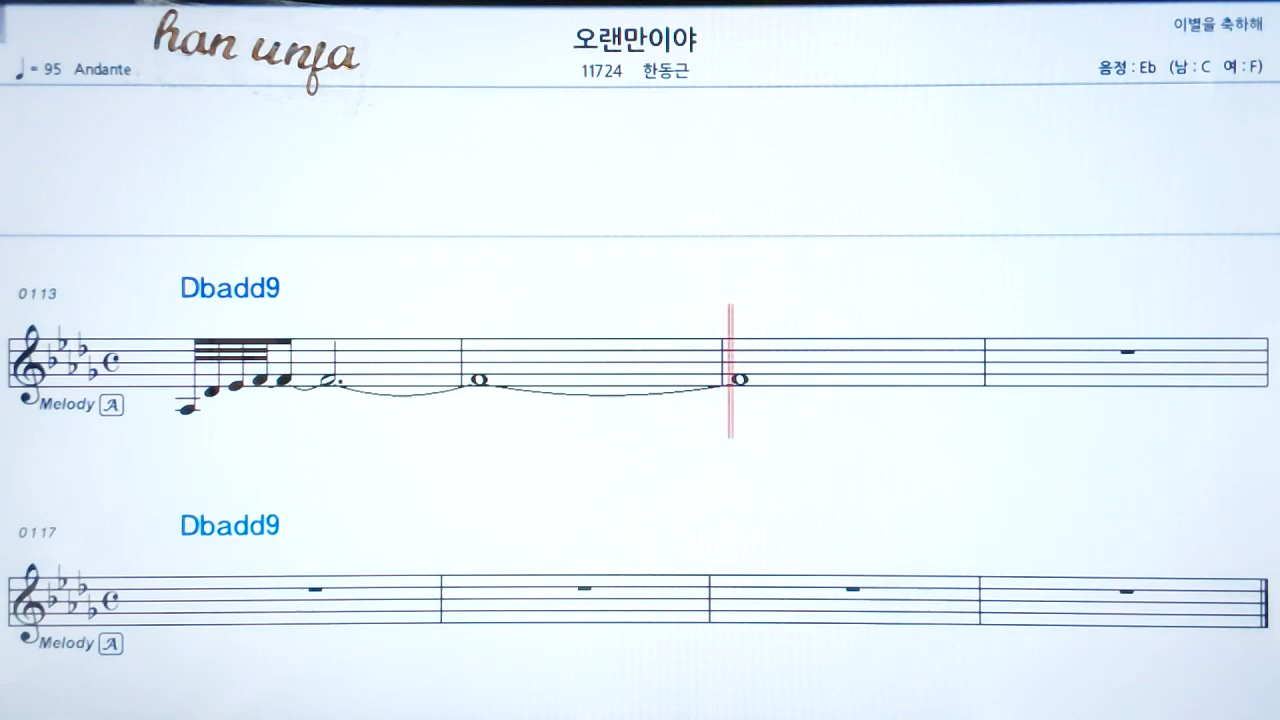 han unfa
오랜만이야
이별을 축하해
♩= 95 Andante
11724 한동근
음정 : Eb (남 : C 여 : F)
Dbadd9
0113
Melody A
Dbadd9
0117
Melody A